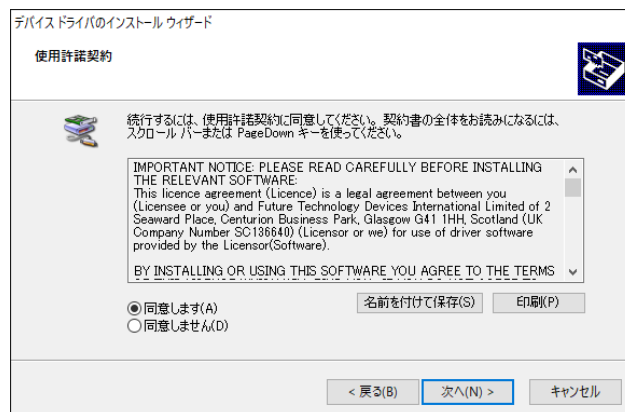 デバイス ドライバのインストール ウィザード
使用許諾契約
続行するには、使用許諾契約に同意してください。契約書の全体をお読みになるには、
スクロール バーまたは PageDown キーを使ってください。
IMPORTANT NOTICE: PLEASE READ CAREFULLY BEFORE INSTALLING
THE RELEVANT SOFTWARE:
This licence agreement (Licence) is a legal agreement between you
(Licensee or you) and Future Technology Devices International Limited of 2
Seaward Place, Centurion Business Park, Glasgow G41 1HH, Scotland (UK
Company Number SC136640) (Licensor or we) for use of driver software
provided by the Licensor(Software).
BY INSTALLING OR USING THIS SOFTWARE YOU AGREE TO THE TERMS
同意します(A)
名前を付けて保存(S)
印刷(P)
同意しません(D)
< 戻る(B)
次へ(N) >
キャンセル